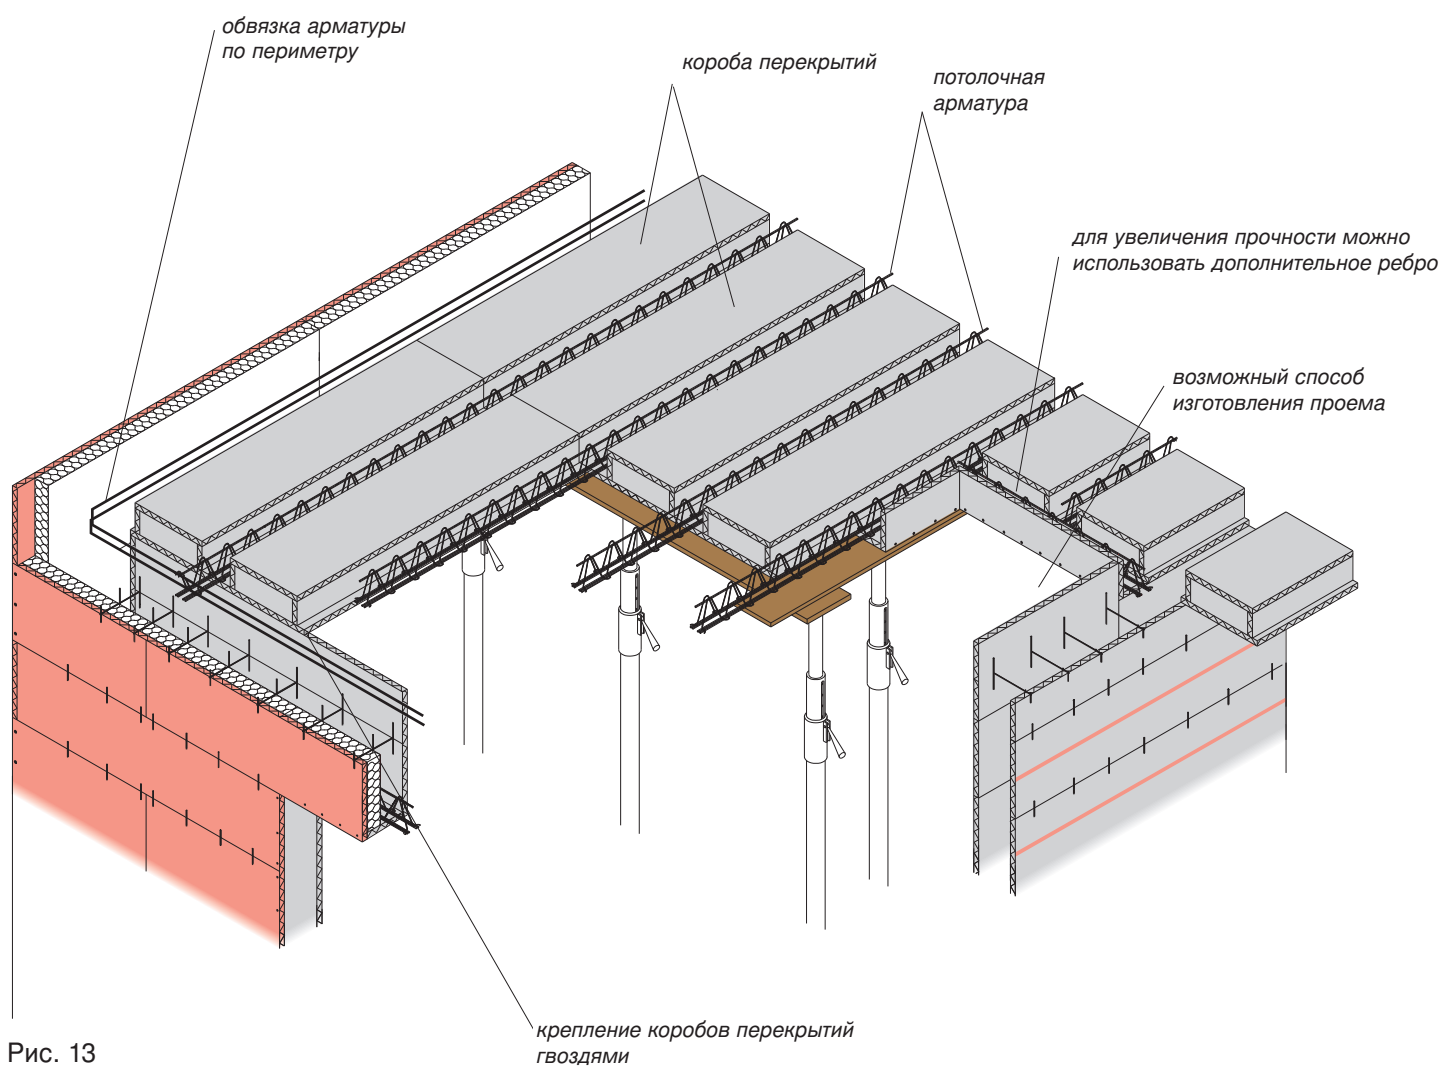 обвязка арматуры
по периметру
короба перекрытий
потолочная
арматура
для увеличения прочности можно
использовать дополнительное ребро
возможный способ
изготовления проема
крепление коробов перекрытий
гвоздями
Рис. 13